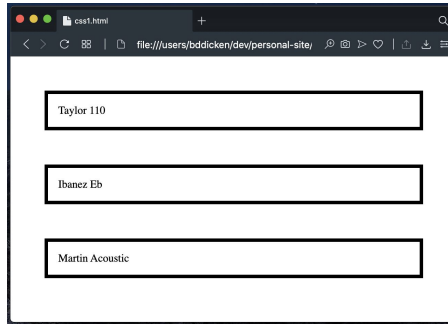 css1.html
file:///users/bddicken/dev/personal-site/
Taylor 110
Ibanez Eb
Martin Acoustic